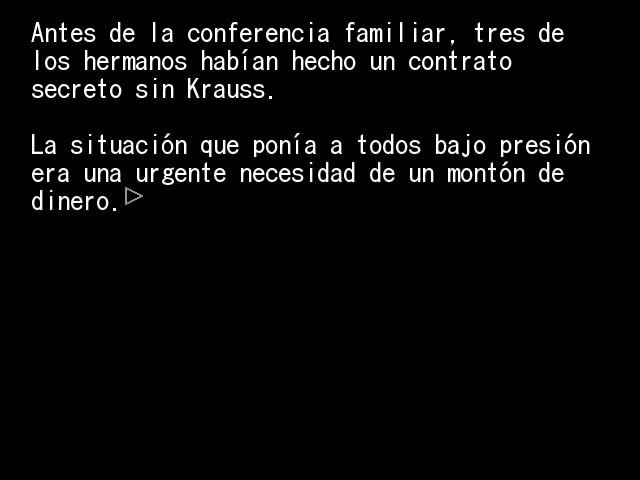 Antes de la conferencia familiar, tres de
los hermanos habían hecho un contrato
secreto sin Krauss.
La situación que ponía a todos bajo presión
era una urgente necesidad de un montón de
dinero.